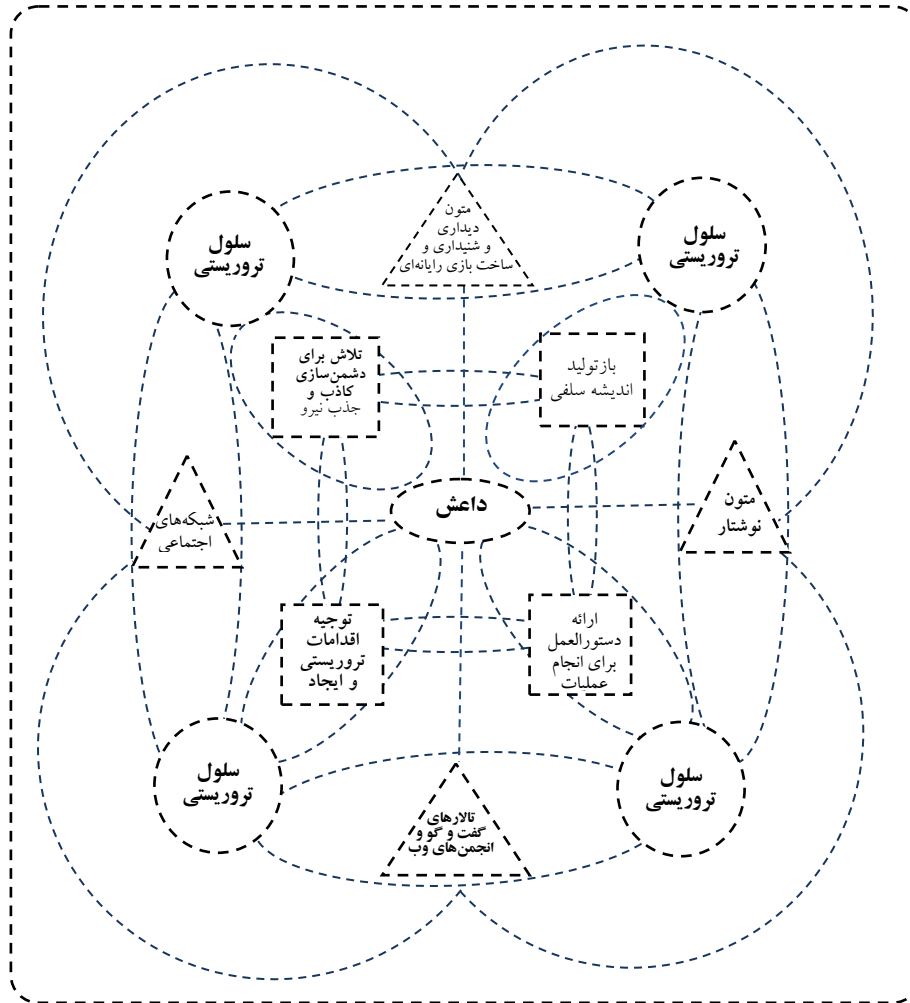 متون
دیداری
و شنیداری و
ساخت بازی رایانه‌ای
سلول
تروریستی
سلول
تروریستی
بازتولید
اندیشه سلفی
تلاش برای
دشمن‌سازی
کاذب و
جذب نیرو
داعش
متون
نوشتار
شبکه‌های
اجتماعی
ارائه
دستورالعمل
برای انجام
عملیات
توجیه
اقدامات
تروریستی
و ایجاد
سلول
تروریستی
سلول
تروریستی
تالارهای
گفت و گو و
انجمن‌های وب